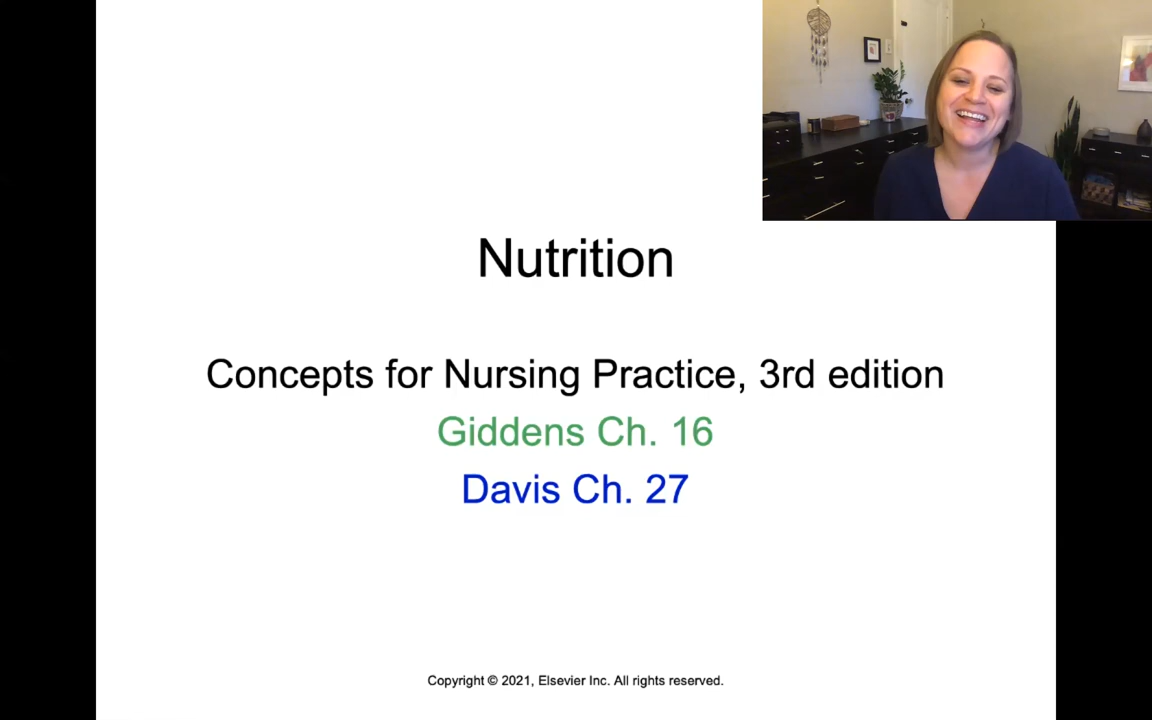 Nutrition
Concepts for Nursing Practice, 3rd edition
Giddens Ch. 16
Davis Ch. 27
Copyright © 2021, Elsevier Inc. All rights reserved.